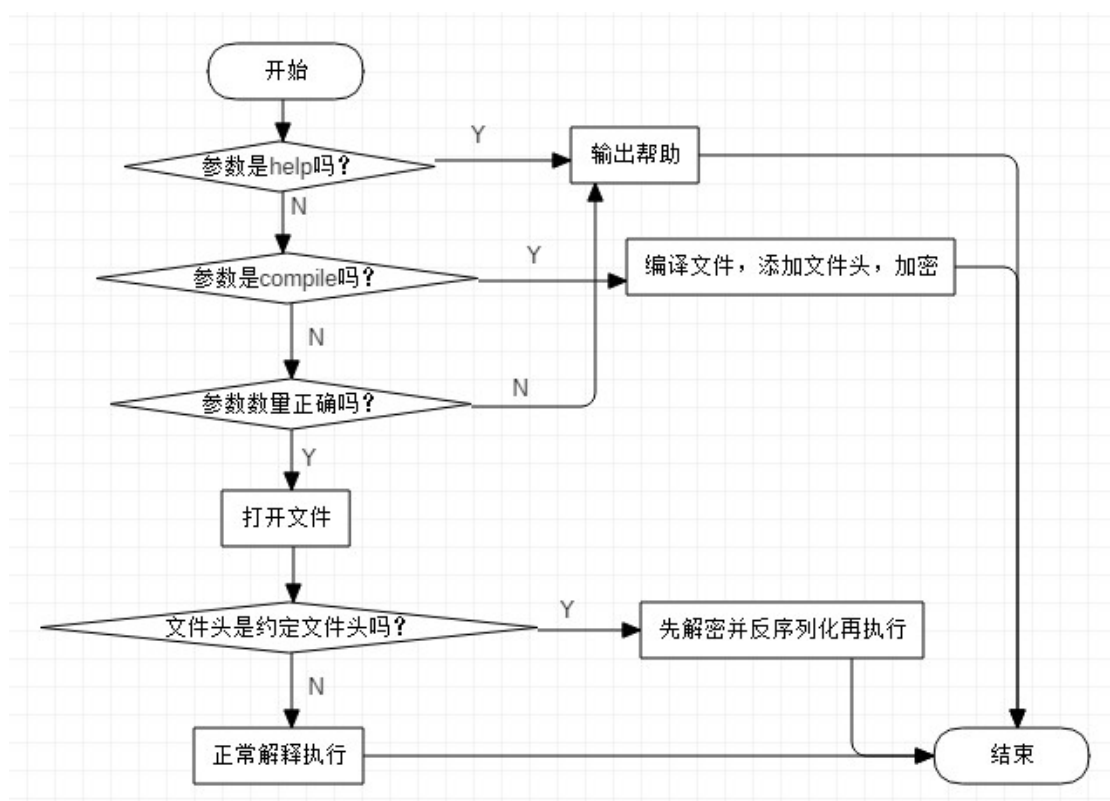 开始
参数是help吗？
Y
输出帮助
N
参数是compile吗？
Y
编译文件，添加文件头，加密
N
参数数量正确吗？
N
Y
打开文件
文件头是约定文件头吗？
Y
先解密并反序列化再执行
N
正常解释执行
结束